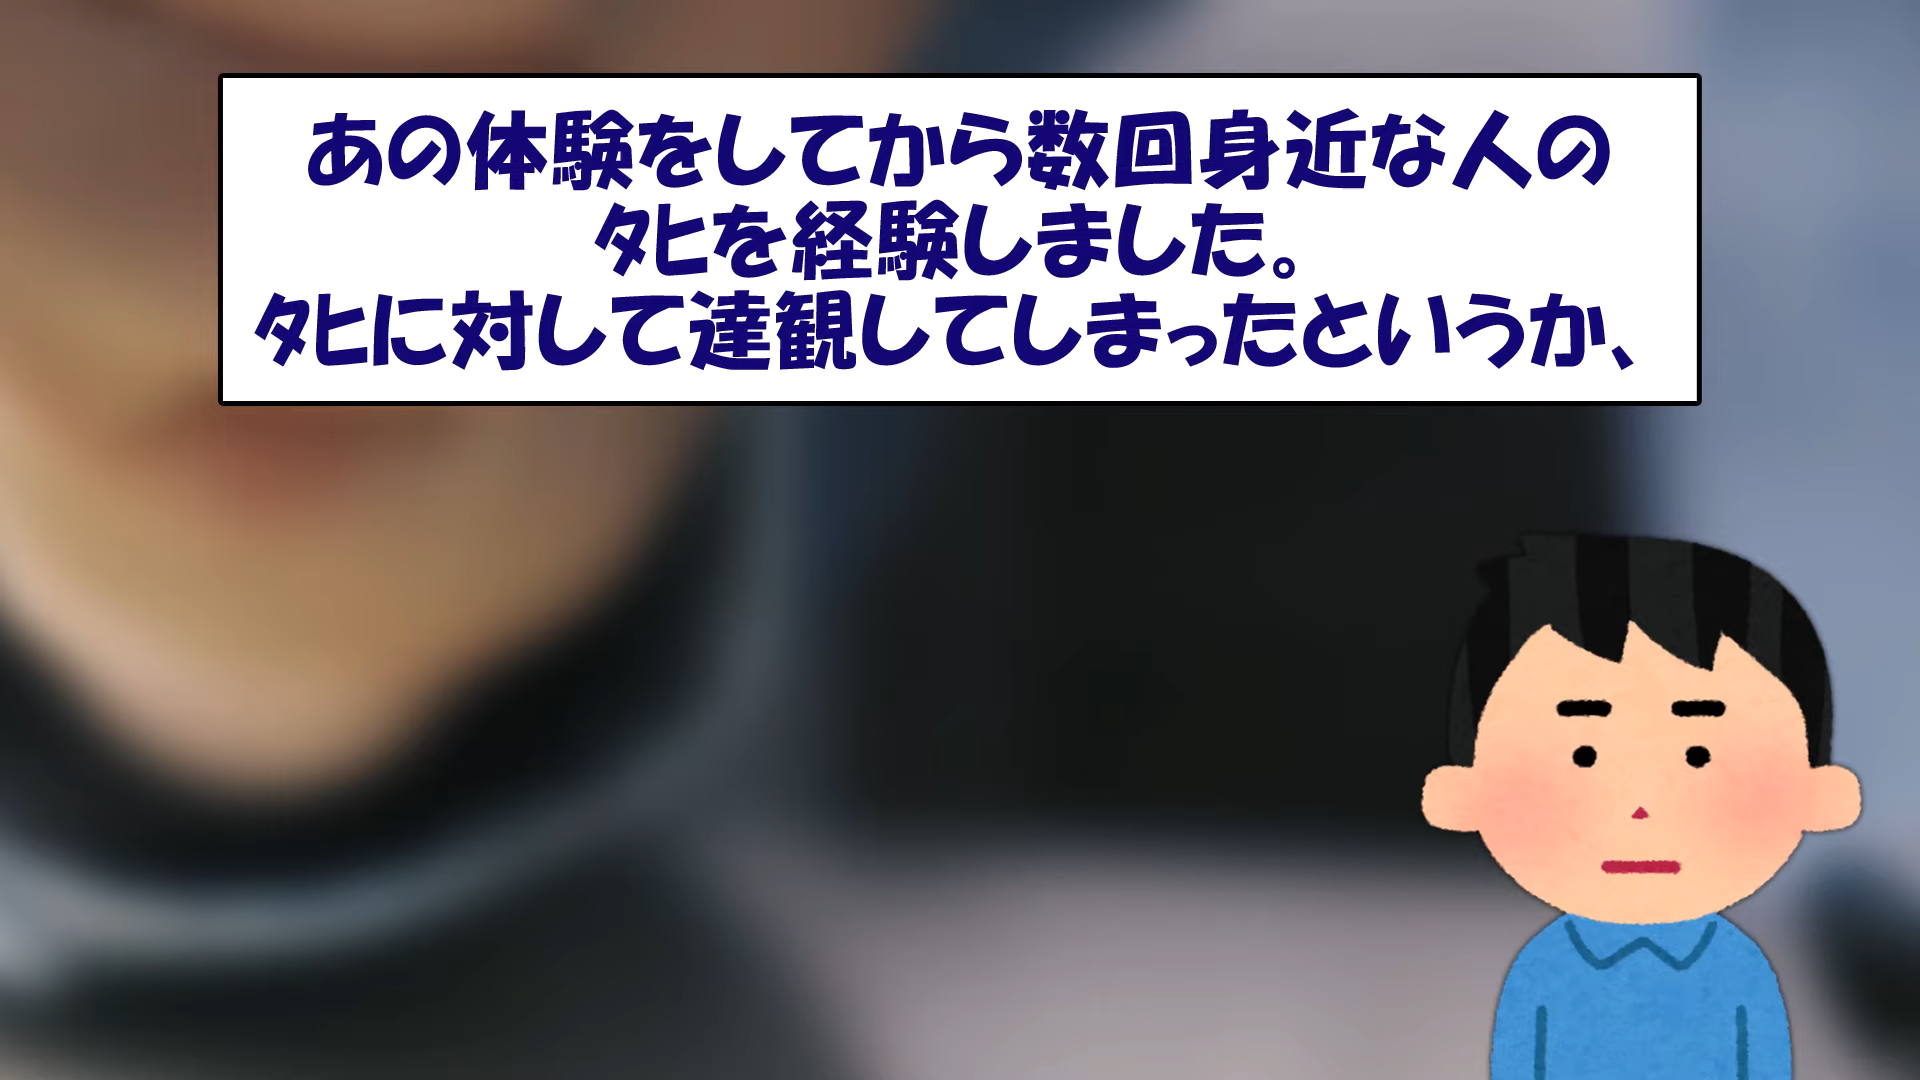 あの体験をしてから数回身近な人の
ﾀﾋを経験しました。
ﾀﾋに対して達観してしまったというか、